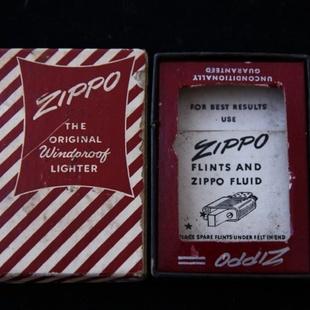 ZIPPO
THE
ORIGINAL
Windproof
LIGHTER
UNCONDITIONALLY
GUARANTEED
FOR BEST RESULTS
USE
ZIPPO
FLINTS AND
ZIPPO FLUID
PLACE SPARE FLINTS UNDER FELT IN END
ZIPPO